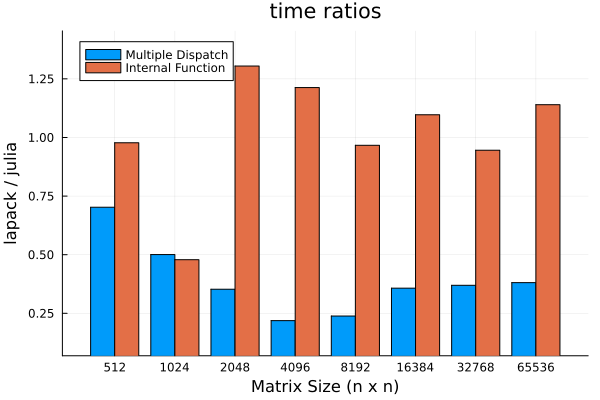 time ratios
Multiple Dispatch
Internal Function
lapack / julia
1.25
1.00
0.75
0.50
0.25
512 1024 2048 4096 8192 16384 32768 65536
Matrix Size (n x n)